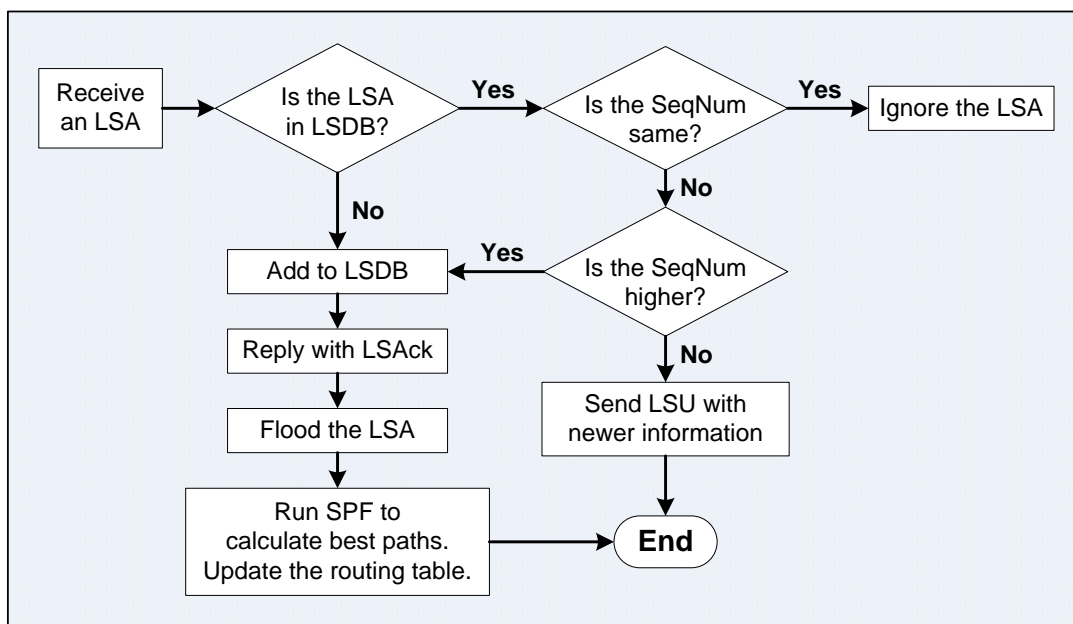 Receive
an LSA
Is the LSA
in LSDB?
Yes
Is the SeqNum
same?
Yes
Ignore the LSA
No
No
Add to LSDB
Yes
Is the SeqNum
higher?
Reply with LSAck
No
Flood the LSA
Send LSU with
newer information
Run SPF to
calculate best paths.
Update the routing table.
End